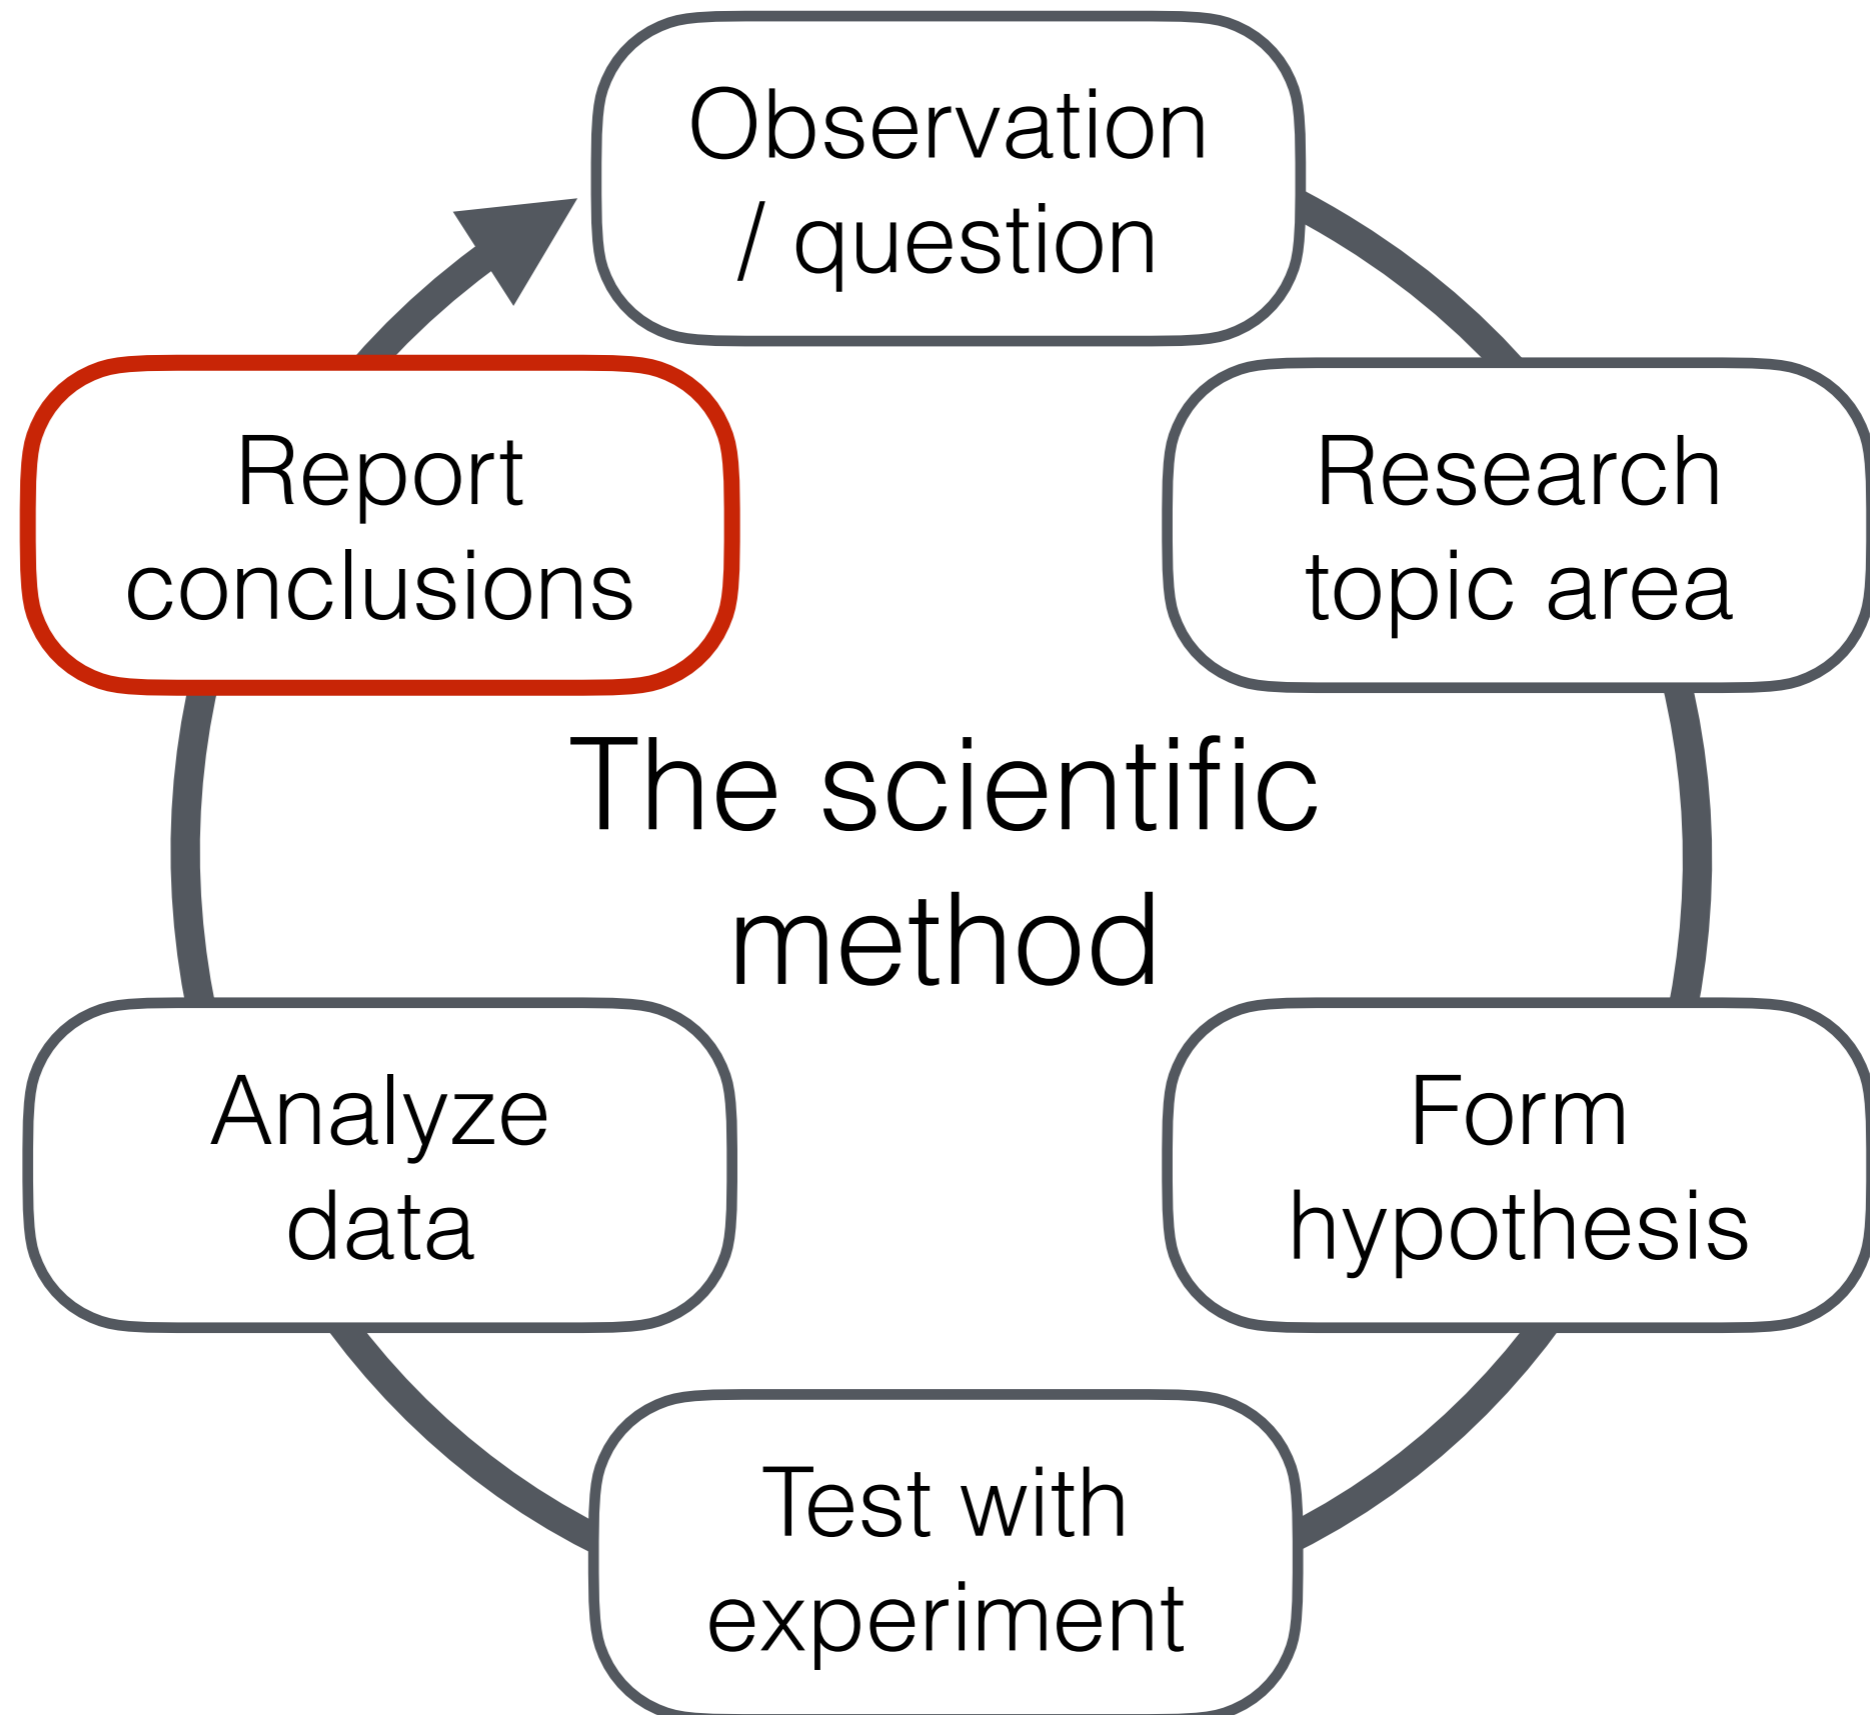 Observation
/ question
Research
topic area
Form
hypothesis
Test with
experiment
Analyze
data
Report
conclusions
The scientific
method